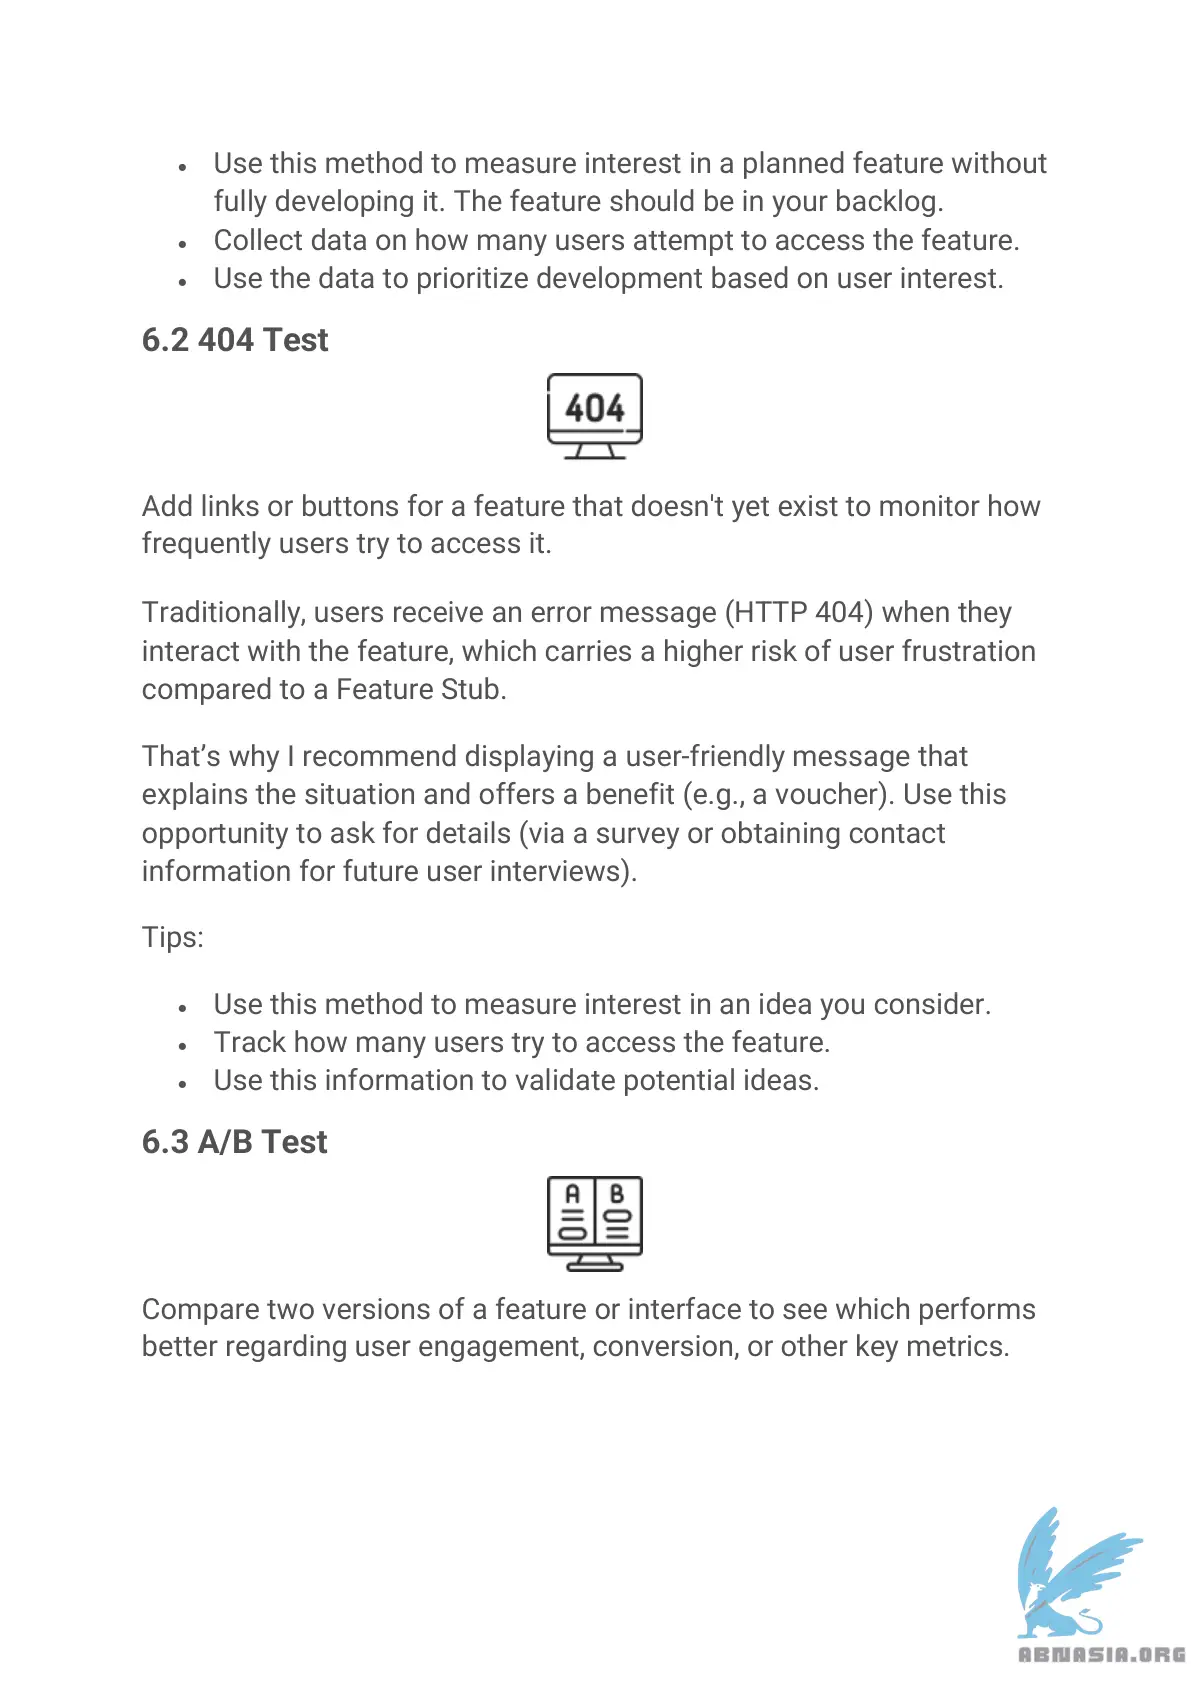 • Use this method to measure interest in a planned feature without
fully developing it. The feature should be in your backlog.
• Collect data on how many users attempt to access the feature.
• Use the data to prioritize development based on user interest.
6.2 404 Test
404
Add links or buttons for a feature that doesn't yet exist to monitor how
frequently users try to access it.
Traditionally, users receive an error message (HTTP 404) when they
interact with the feature, which carries a higher risk of user frustration
compared to a Feature Stub.
That’s why I recommend displaying a user-friendly message that
explains the situation and offers a benefit (e.g., a voucher). Use this
opportunity to ask for details (via a survey or obtaining contact
information for future user interviews).
Tips:
• Use this method to measure interest in an idea you consider.
• Track how many users try to access the feature.
• Use this information to validate potential ideas.
6.3 A/B Test
A B
Compare two versions of a feature or interface to see which performs
better regarding user engagement, conversion, or other key metrics.
ABNASIA.ORG